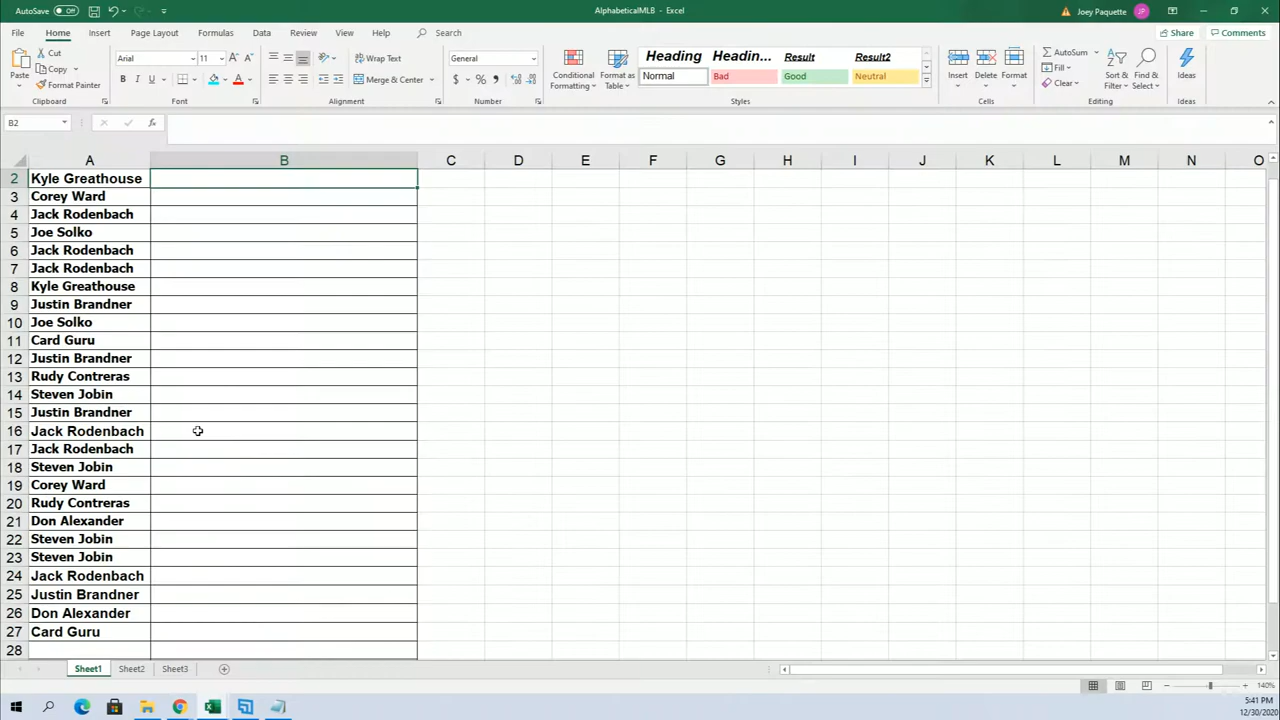 AutoSave Off AlphabeticalMLB - Excel Joey Paquette JP
File Home Insert Page Layout Formulas Data Review View Help Search Share Comments
Paste Cut Copy Format Painter Clipboard
Arial 11 A A B I U A Font
Wrap Text Merge & Center Alignment
General $ % Number
Conditional Formatting Format as Table
Heading Headin... Result Result2
Normal Bad Good Neutral
Styles
Insert Delete Format Cells
AutoSum Fill Clear Sort & Filter Find & Select Editing
Ideas Ideas
B2 fx
A B C D E F G H I J K L M N O
2 Kyle Greathouse
3 Corey Ward
4 Jack Rodenbach
5 Joe Solko
6 Jack Rodenbach
7 Jack Rodenbach
8 Kyle Greathouse
9 Justin Brandner
10 Joe Solko
11 Card Guru
12 Justin Brandner
13 Rudy Contreras
14 Steven Jobin
15 Justin Brandner
16 Jack Rodenbach
17 Jack Rodenbach
18 Steven Jobin
19 Corey Ward
20 Rudy Contreras
21 Don Alexander
22 Steven Jobin
23 Steven Jobin
24 Jack Rodenbach
25 Justin Brandner
26 Don Alexander
27 Card Guru
28
Sheet1 Sheet2 Sheet3
140%
5:41 PM
12/30/2020